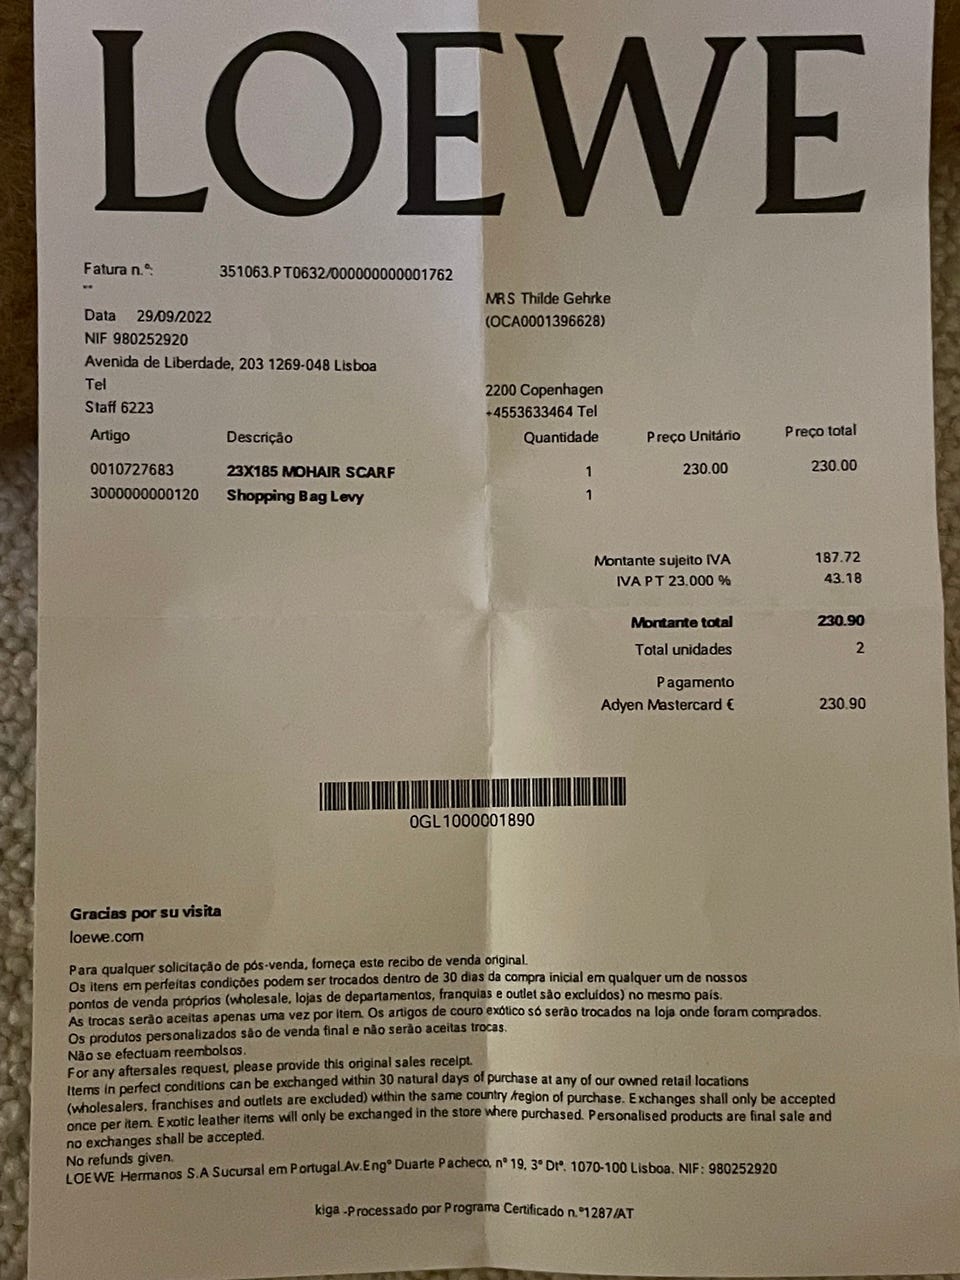 LOEWE
Fatura n.º: 351063.PT0632/000000000001762
--
Data 29/09/2022
NIF 980252920
Avenida de Liberdade, 203 1269-048 Lisboa
Tel
Staff 6223
MRS Thilde Gehrke
(OCA0001396628)
2200 Copenhagen
+4553633464 Tel
Artigo Descrição Quantidade Preço Unitário Preço total
0010727683 23X185 MOHAIR SCARF 1 230.00 230.00
3000000000120 Shopping Bag Levy 1
Montante sujeito IVA 187.72
IVA PT 23.000 % 43.18
Montante total 230.90
Total unidades 2
Pagamento
Adyen Mastercard € 230.90
0GL1000001890
Gracias por su visita
loewe.com
Para qualquer solicitação de pós-venda, forneça este recibo de venda original.
Os itens em perfeitas condições podem ser trocados dentro de 30 dias da compra inicial em qualquer um de nossos
pontos de venda próprios (wholesale, lojas de departamentos, franquias e outlet são excluídos) no mesmo país.
As trocas serão aceitas apenas uma vez por item. Os artigos de couro exótico só serão trocados na loja onde foram comprados.
Os produtos personalizados são de venda final e não serão aceitas trocas.
Não se efectuam reembolsos.
For any aftersales request, please provide this original sales receipt.
Items in perfect conditions can be exchanged within 30 natural days of purchase at any of our owned retail locations
(wholesalers, franchises and outlets are excluded) within the same country /region of purchase. Exchanges shall only be accepted
once per item. Exotic leather items will only be exchanged in the store where purchased. Personalised products are final sale and
no exchanges shall be accepted.
No refunds given.
LOEWE Hermanos S.A Sucursal em Portugal.Av.Engº Duarte Pacheco, nº 19, 3º Dtº. 1070-100 Lisboa. NIF: 980252920
kiga -Processado por Programa Certificado n.º1287/AT